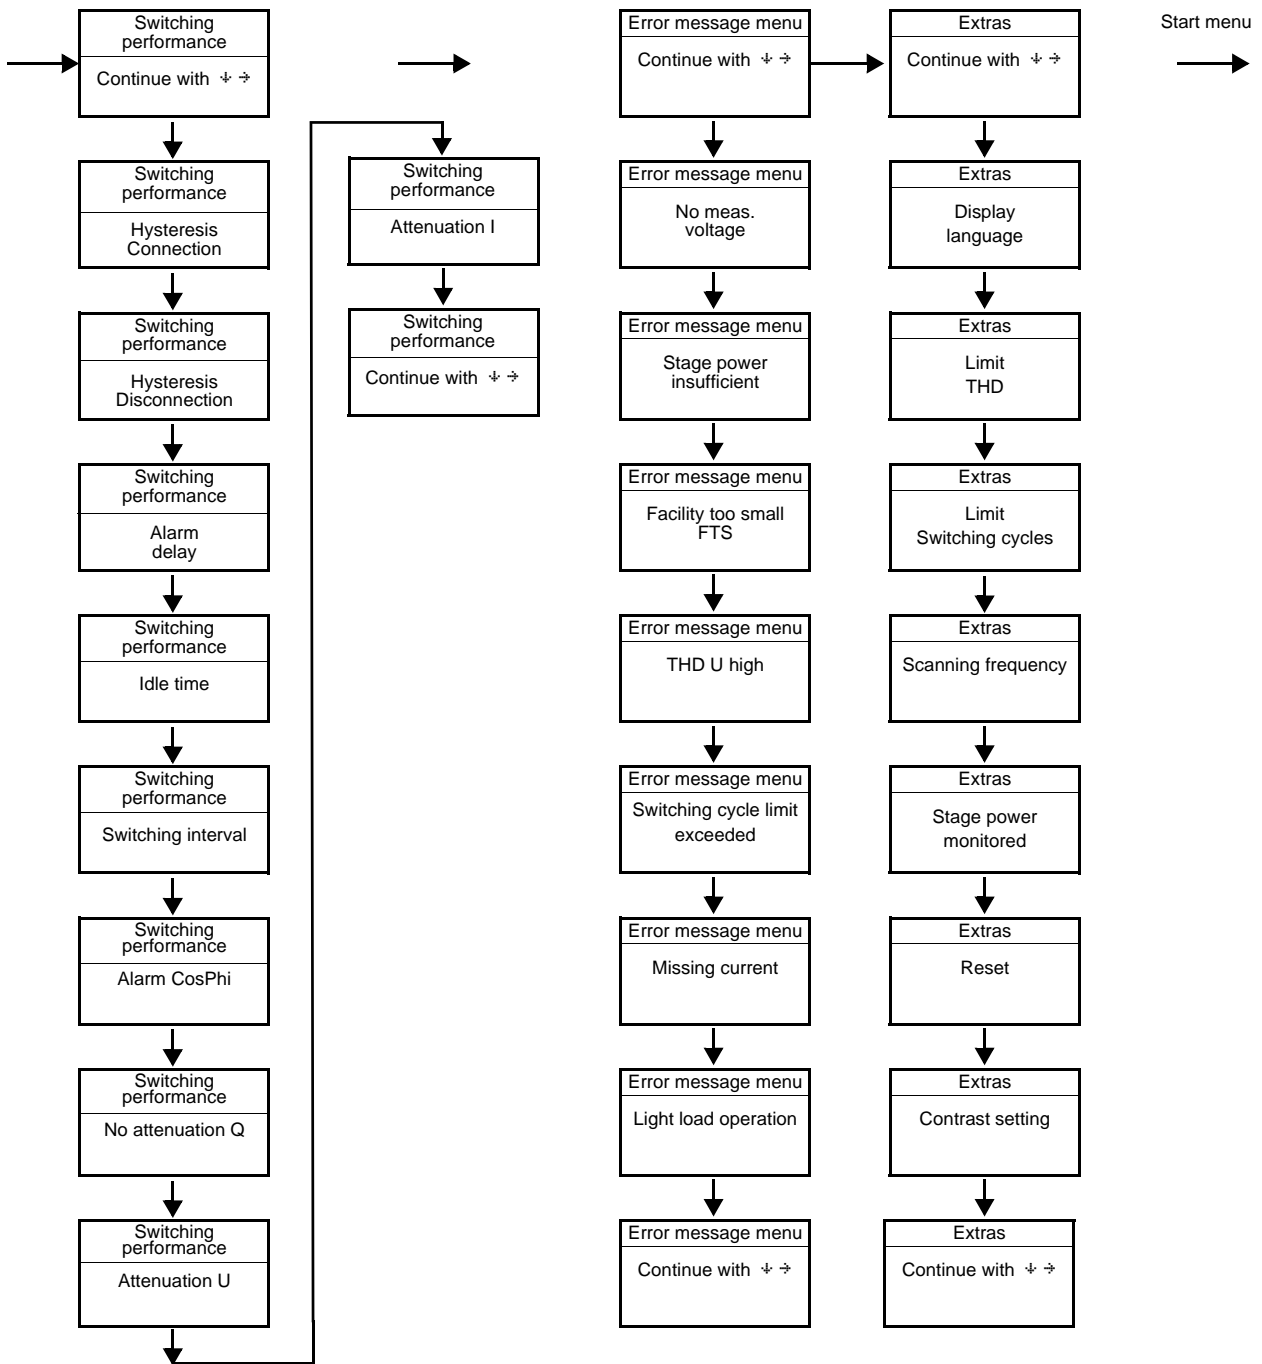 Switching
performance
Continue with
Switching
performance
Hysteresis
Connection
Switching
performance
Hysteresis
Disconnection
Switching
performance
Alarm
delay
Switching
performance
Idle time
Switching
performance
Switching interval
Switching
performance
Alarm CosPhi
Switching
performance
No attenuation Q
Switching
performance
Attenuation U
Switching
performance
Attenuation I
Switching
performance
Continue with
Error message menu
Continue with
Error message menu
No meas.
voltage
Error message menu
Stage power
insufficient
Error message menu
Facility too small
FTS
Error message menu
THD U high
Error message menu
Switching cycle limit
exceeded
Error message menu
Missing current
Error message menu
Light load operation
Error message menu
Continue with
Extras
Continue with
Extras
Display
language
Extras
Limit
THD
Extras
Limit
Switching cycles
Extras
Scanning frequency
Extras
Stage power
monitored
Extras
Reset
Extras
Contrast setting
Extras
Continue with
Start menu